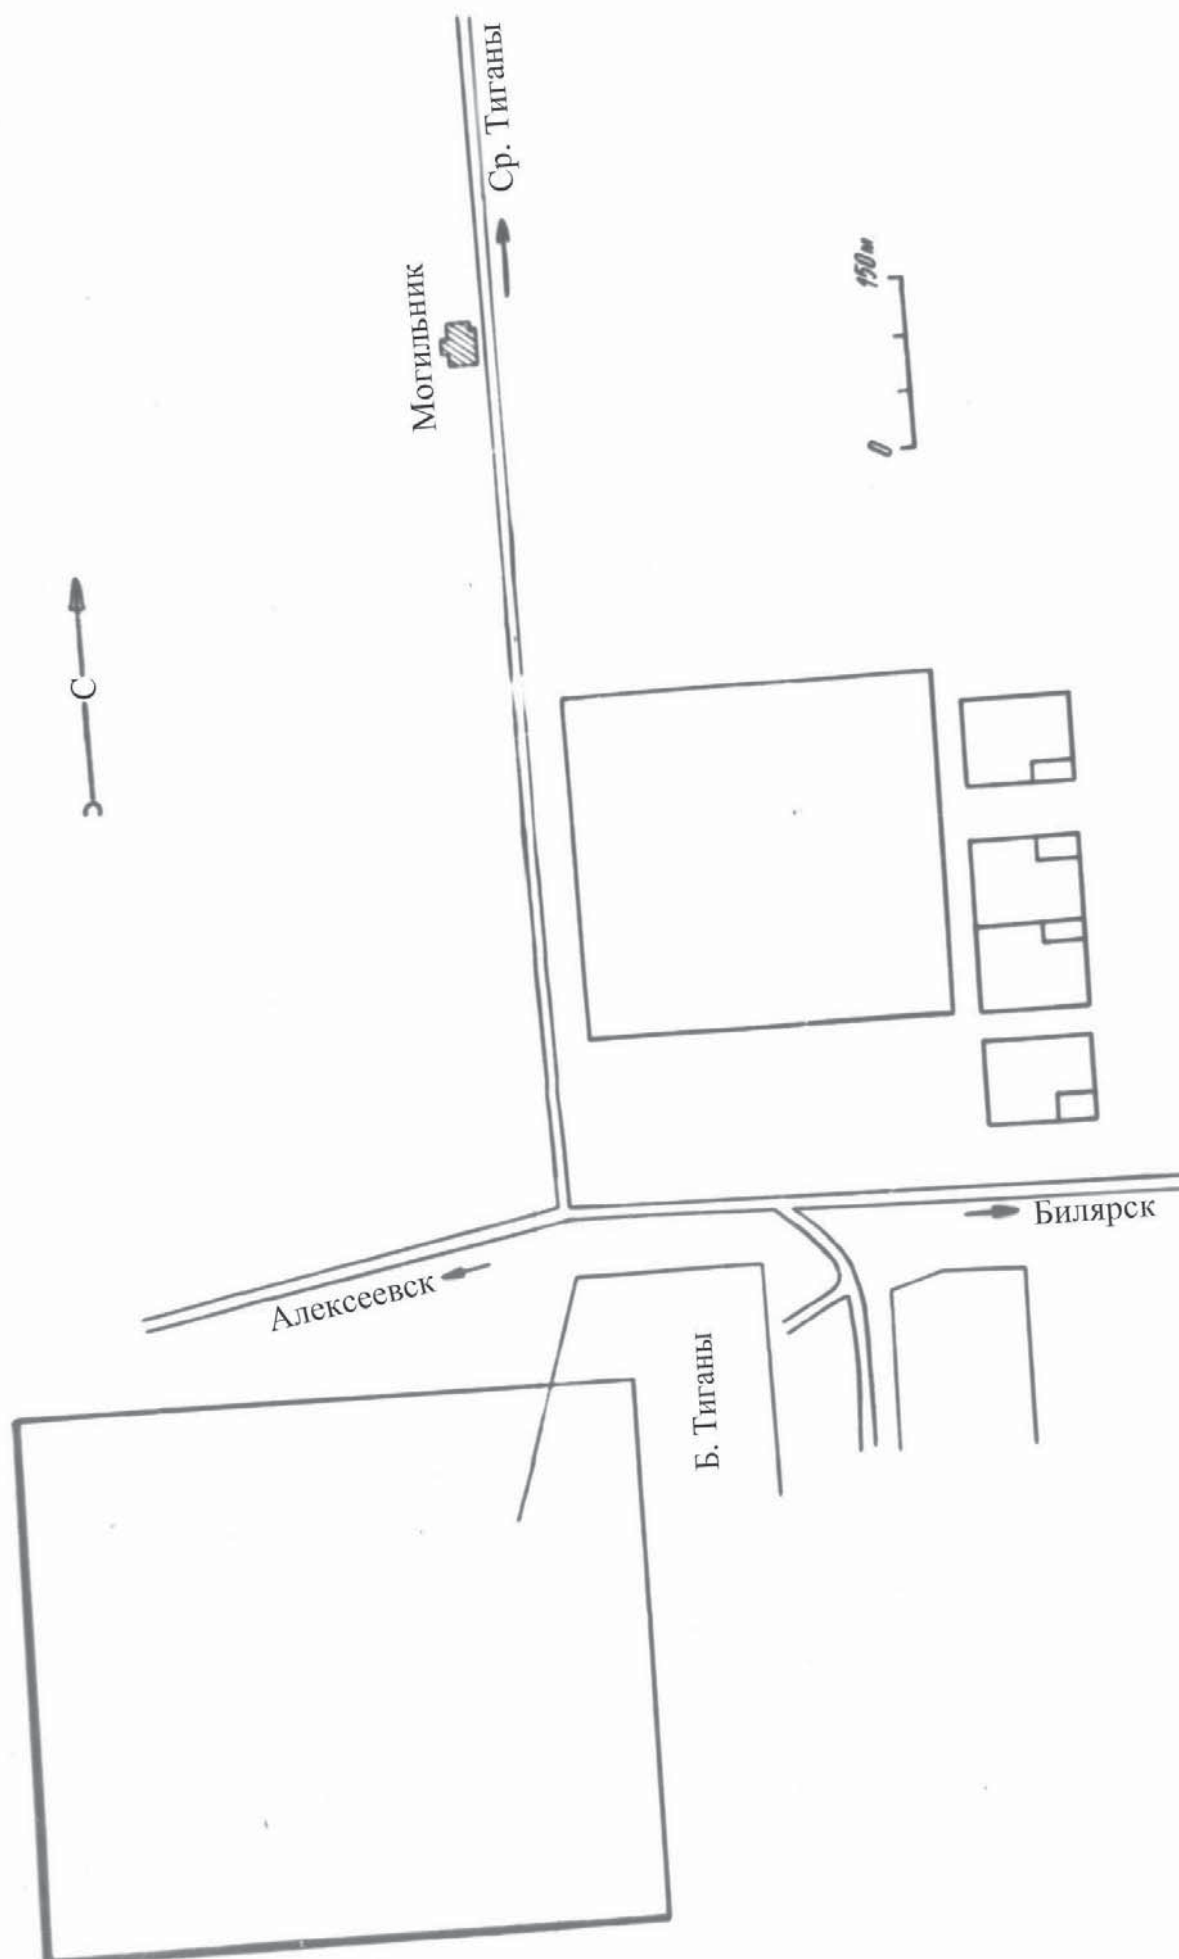 Ср. Тиганы
Могильник
150м
0
С
Билярск
Алексеевск
Б. Тиганы